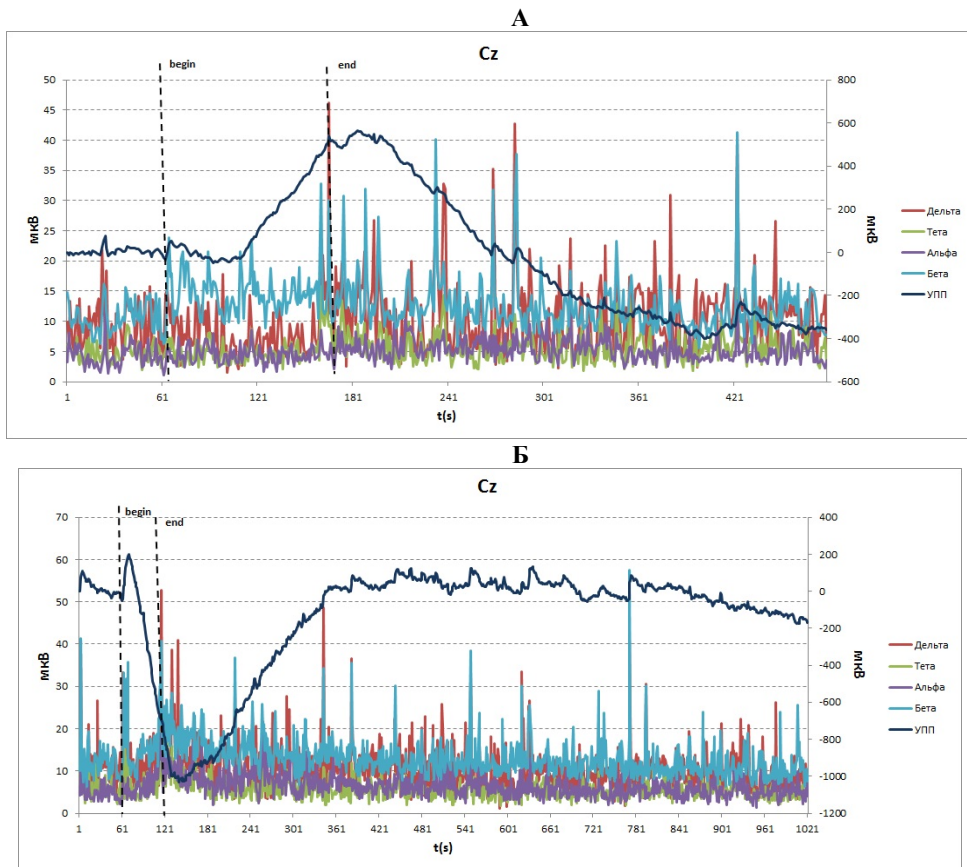 А
Cz
begin
end
50
45
40
35
30
25
20
15
10
5
0
мкВ
800
600
400
200
0
-200
-400
-600
мкВ
1 61 121 181 241 301 361 421
t(s)
Дельта
Тета
Альфа
Бета
УПП
Б
Cz
begin
end
70
60
50
40
30
20
10
0
мкВ
400
200
0
-200
-400
-600
-800
-1000
-1200
мкВ
1 61 121 181 241 301 361 421 481 541 601 661 721 781 841 901 961 1021
t(s)
Дельта
Тета
Альфа
Бета
УПП